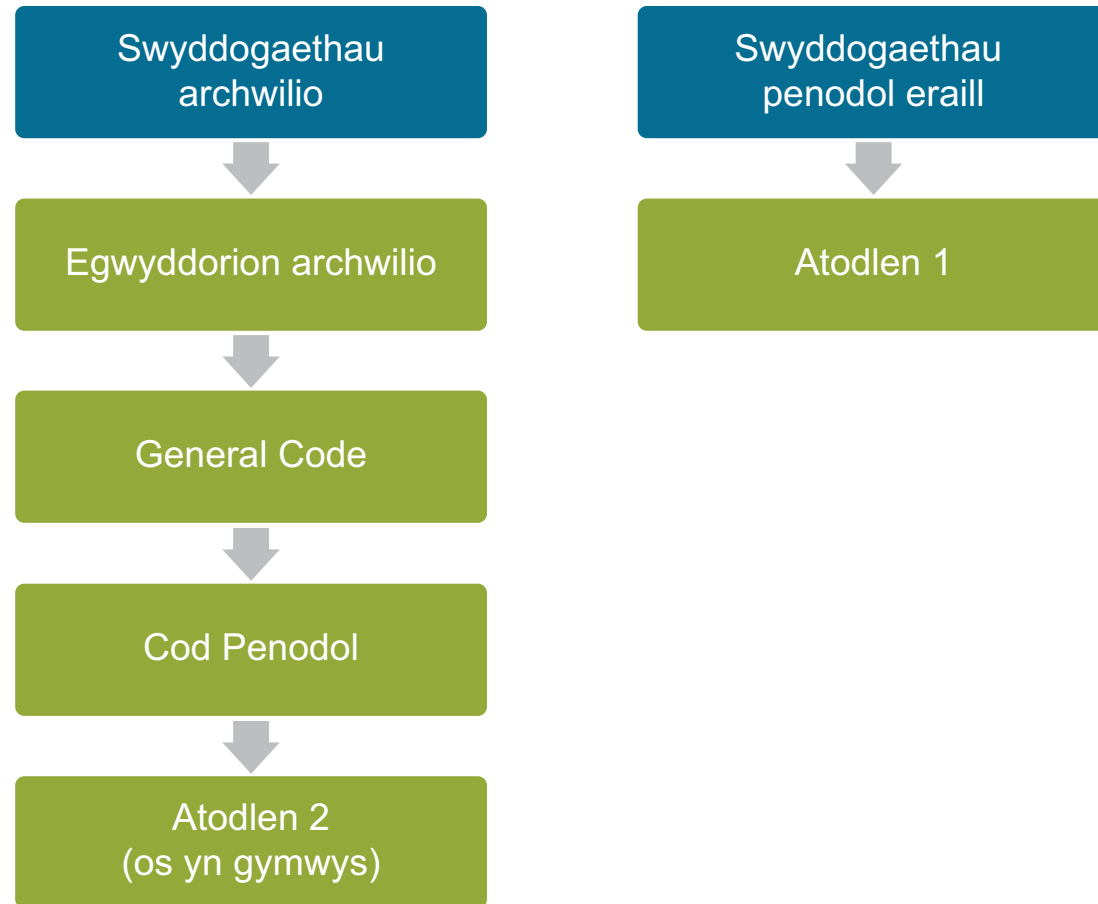 Swyddogaethau
archwilio
Egwyddorion archwilio
General Code
Cod Penodol
Atodlen 2
(os yn gymwys)
Swyddogaethau
penodol eraill
Atodlen 1